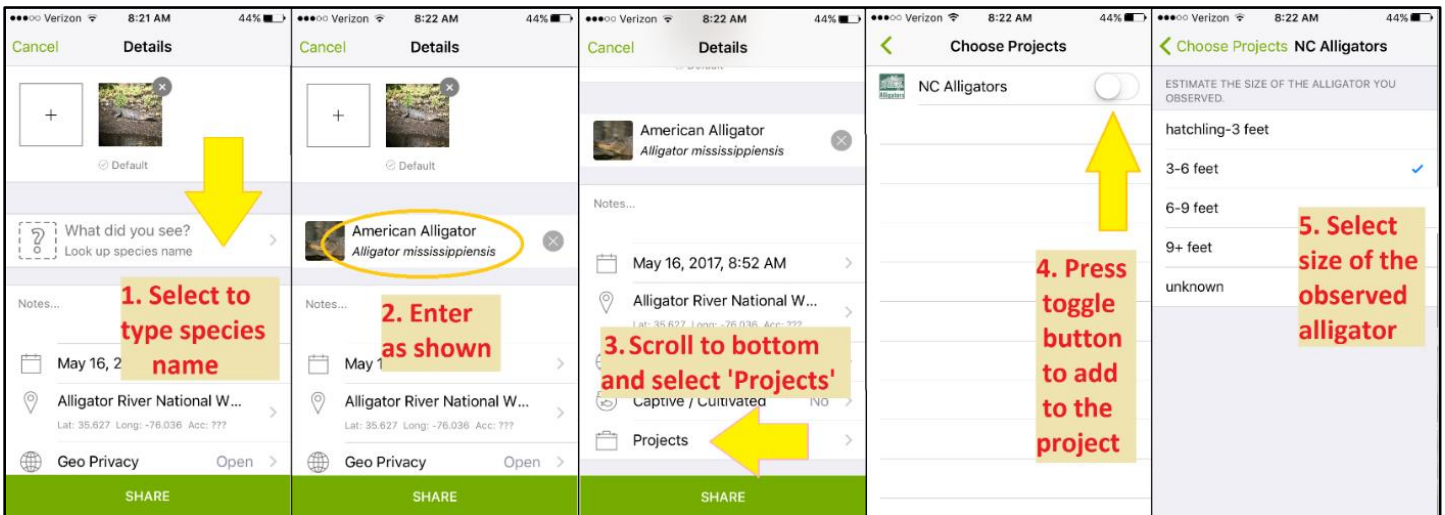 ●●●○○ Verizon 8:21 AM 44%
Cancel Details
+
Default
What did you see?
Look up species name
1. Select to
type species
name
Notes...
May 16, 2
Alligator River National W...
Lat: 35.627 Long: -76.036 Acc: ???
Geo Privacy Open
SHARE
●●●○○ Verizon 8:22 AM 44%
Cancel Details
+
Default
American Alligator
Alligator mississippiensis
Notes...
2. Enter
as shown
May 1
Alligator River National W...
Lat: 35.627 Long: -76.036 Acc: ???
Geo Privacy Open
SHARE
●●●○○ Verizon 8:22 AM 44%
Cancel Details
American Alligator
Alligator mississippiensis
Notes...
May 16, 2017, 8:52 AM
Alligator River National W...
Lat: 35.627 Long: -76.036 Acc: ???
3. Scroll to bottom
and select 'Projects'
Captive / Cultivated No
Projects
SHARE
●●●○○ Verizon 8:22 AM 44%
Choose Projects
Alligators
NC Alligators
4. Press
toggle
button
to add
to the
project
●●●○○ Verizon 8:22 AM 44%
Choose Projects NC Alligators
ESTIMATE THE SIZE OF THE ALLIGATOR YOU
OBSERVED.
hatchling-3 feet
3-6 feet
6-9 feet
9+ feet
unknown
5. Select
size of the
observed
alligator